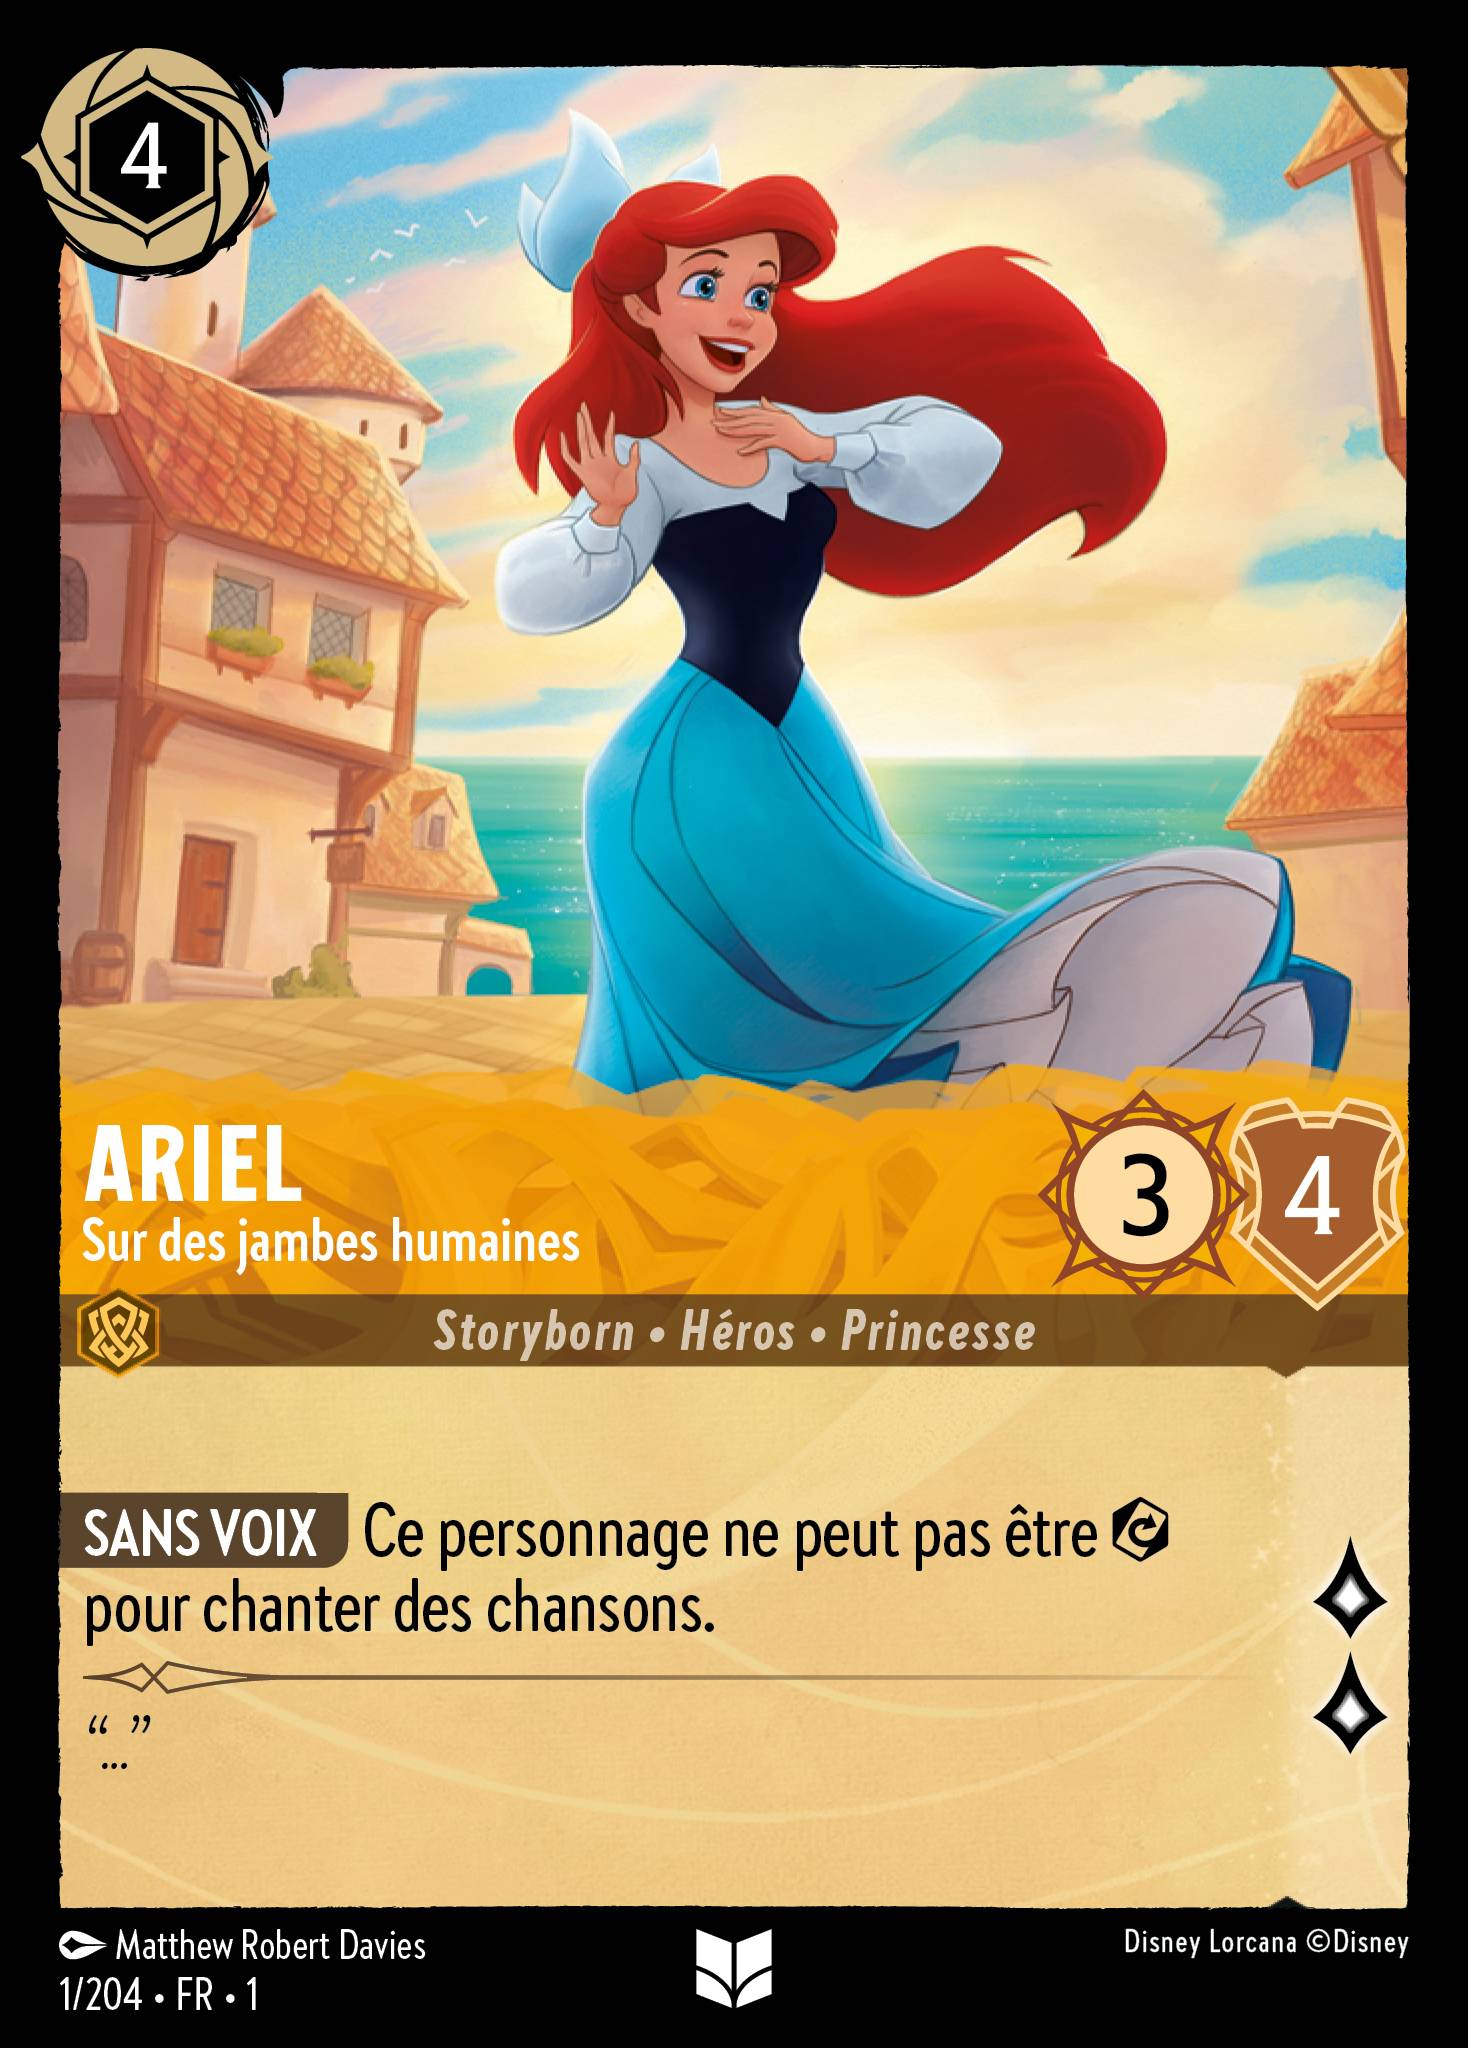 4
ARIEL
Sur des jambes humaines
3
4
Storyborn • Héros • Princesse
SANS VOIX Ce personnage ne peut pas être
pour chanter des chansons.
“...”
Matthew Robert Davies
Disney Lorcana ©Disney
1/204 • FR • 1